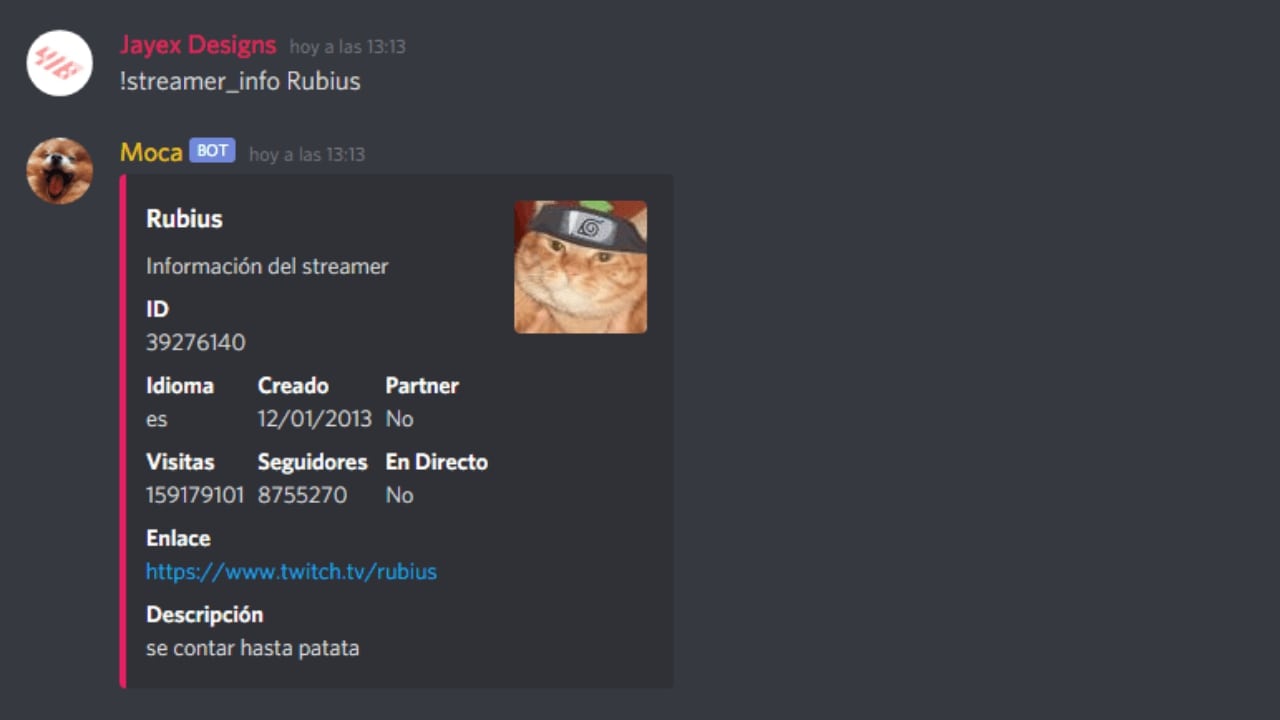 Jayex Designs hoy a las 13:13
!streamer_info Rubius
Moca BOT hoy a las 13:13
Rubius
Información del streamer
ID
39276140
Idioma Creado Partner
es 12/01/2013 No
Visitas Seguidores En Directo
159179101 8755270 No
Enlace
https://www.twitch.tv/rubius
Descripción
se contar hasta patata